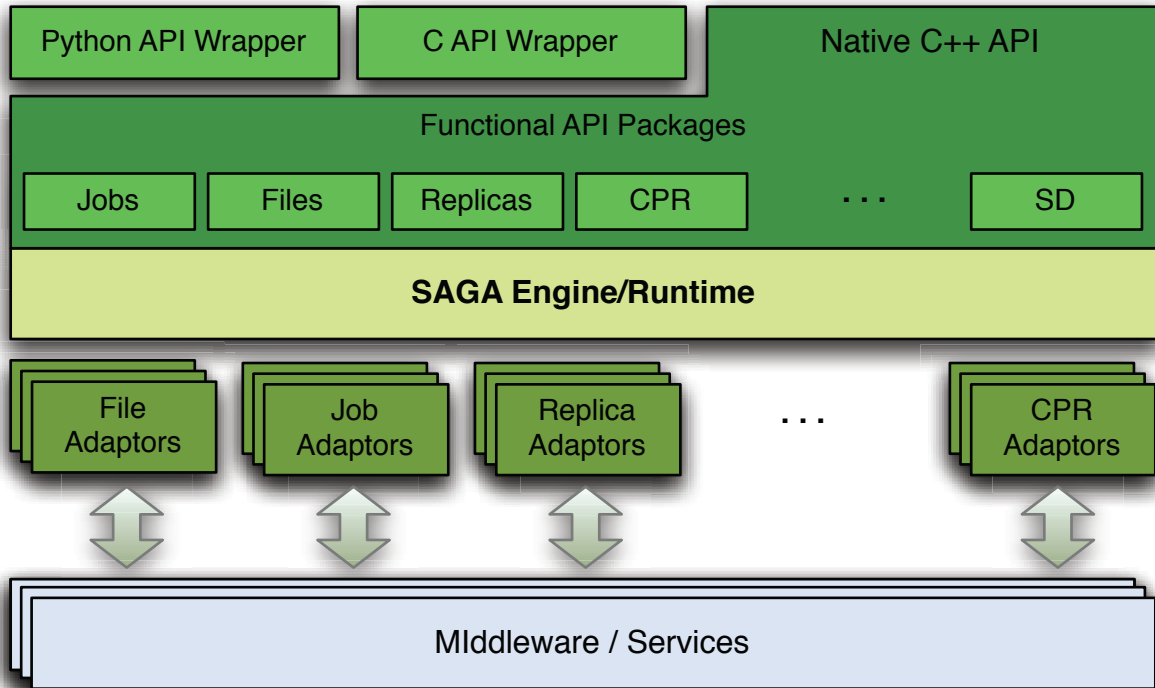 Python API Wrapper
C API Wrapper
Native C++ API
Functional API Packages
Jobs
Files
Replicas
CPR
. . .
SD
SAGA Engine/Runtime
File
Adaptors
Job
Adaptors
Replica
Adaptors
. . .
CPR
Adaptors
MIddleware / Services